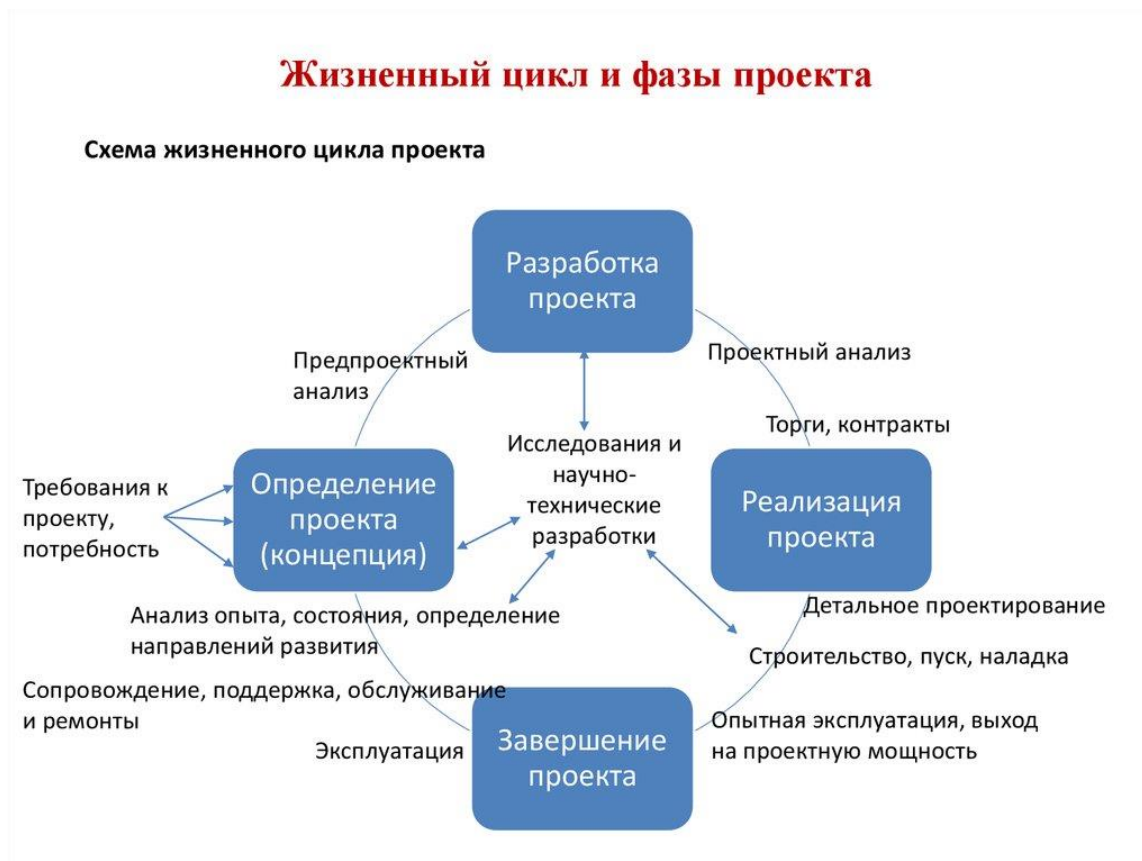 Жизненный цикл и фазы проекта
Схема жизненного цикла проекта
Разработка
проекта
Предпроектный
анализ
Проектный анализ
Торги, контракты
Исследования и
научно-
технические
разработки
Требования к
проекту,
потребность
Определение
проекта
(концепция)
Реализация
проекта
Детальное проектирование
Анализ опыта, состояния, определение
направлений развития
Строительство, пуск, наладка
Сопровождение, поддержка, обслуживание
и ремонты
Эксплуатация
Завершение
проекта
Опытная эксплуатация, выход
на проектную мощность